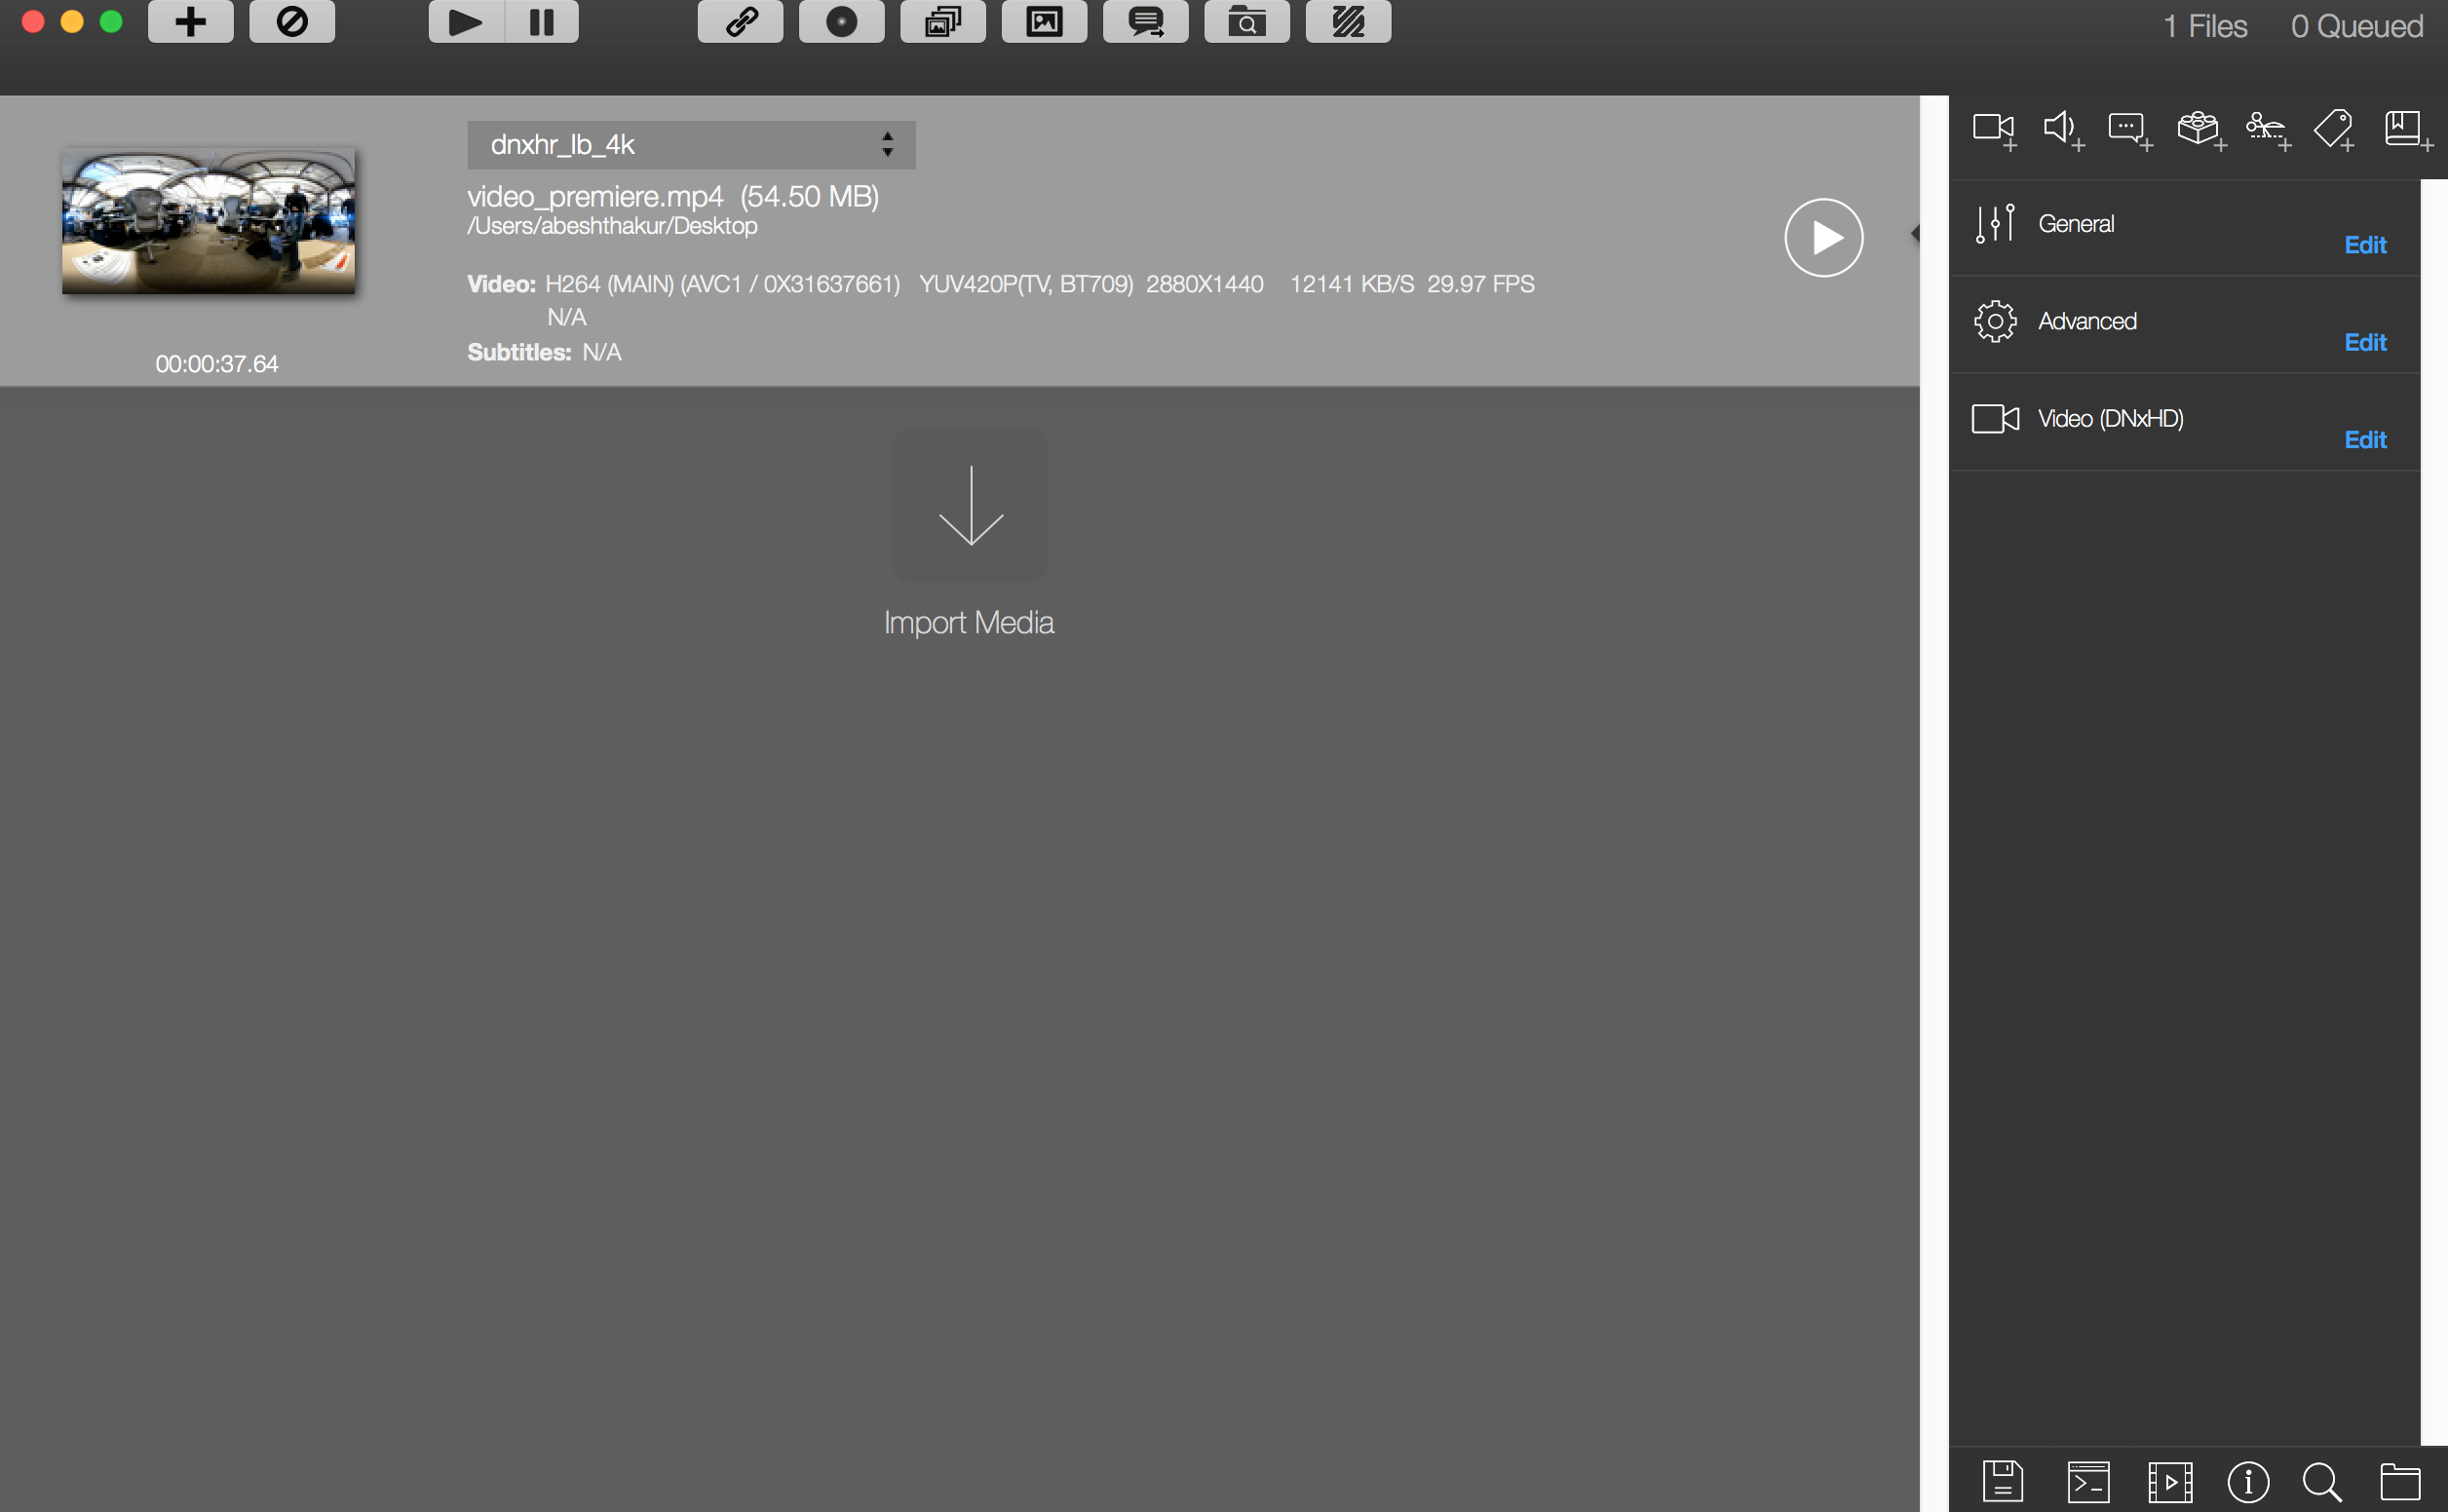 1 Files 0 Queued
dnxhr_lb_4k
video_premiere.mp4 (54.50 MB)
/Users/abeshthakur/Desktop
Video: H264 (MAIN) (AVC1 / 0X31637661) YUV420P(TV, BT709) 2880X1440 12141 KB/S 29.97 FPS
N/A
Subtitles: N/A
00:00:37.64
Import Media
General
Edit
Advanced
Edit
Video (DNxHD)
Edit